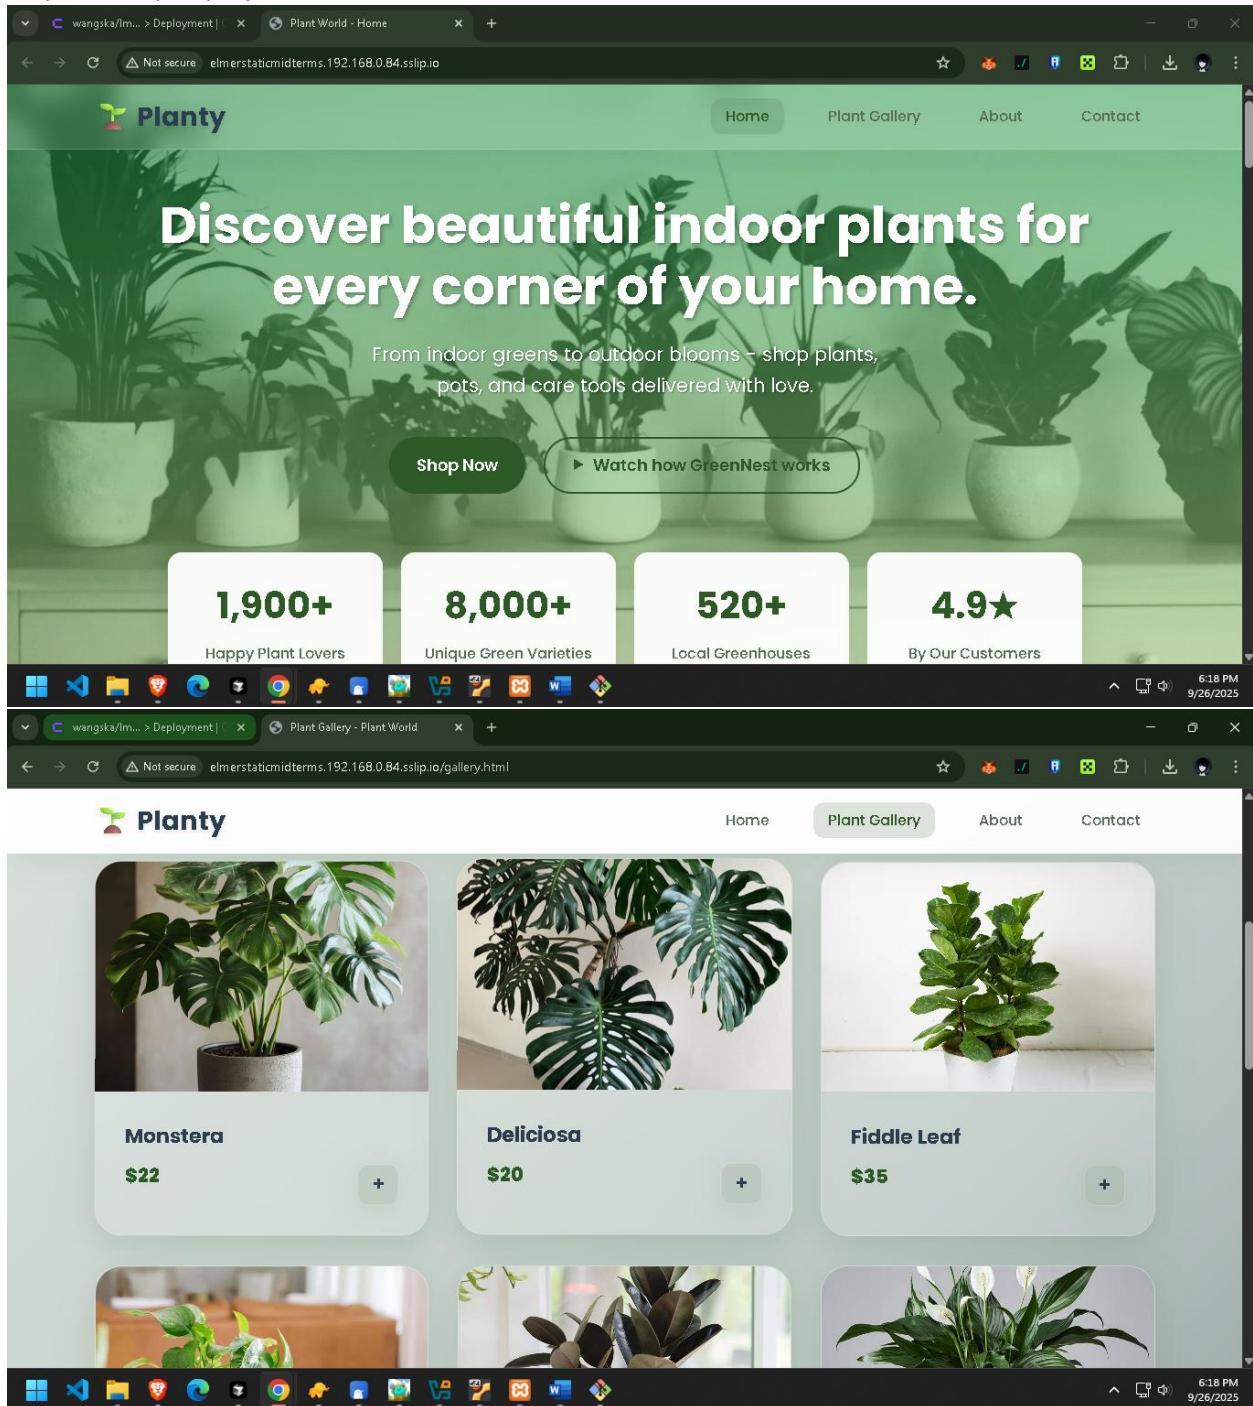 wangska/Im... > Deployment |
Plant World - Home
Not secure
elmerstaticmidterms.192.168.0.84.sslip.io
Planty
Home
Plant Gallery
About
Contact
Discover beautiful indoor plants for
every corner of your home.
From indoor greens to outdoor blooms - shop plants,
pots, and care tools delivered with love.
Shop Now
Watch how GreenNest works
1,900+
8,000+
520+
4.9★
Happy Plant Lovers
Unique Green Varieties
Local Greenhouses
By Our Customers
6:18 PM
9/26/2025
wangska/Im... > Deployment |
Plant Gallery - Plant World
Not secure
elmerstaticmidterms.192.168.0.84.sslip.io/gallery.html
Planty
Home
Plant Gallery
About
Contact
Monstera
$22
+
Deliciosa
$20
+
Fiddle Leaf
$35
+
6:18 PM
9/26/2025